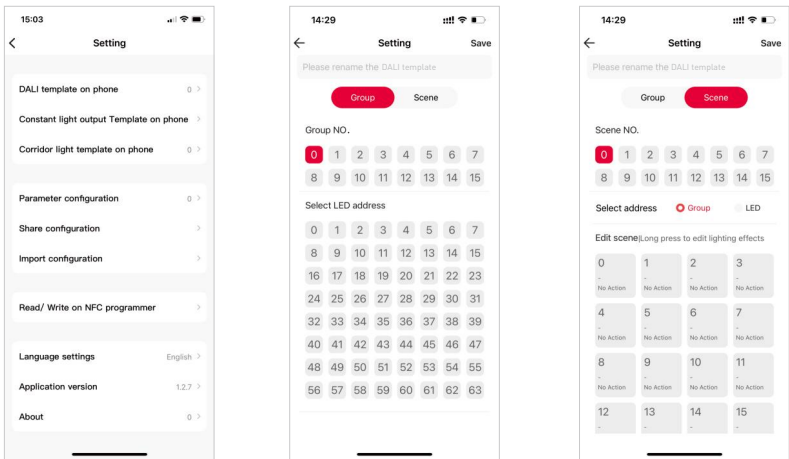 15:03
Setting
DALI template on phone 0 >
Constant light output Template on phone >
Corridor light template on phone 0 >
Parameter configuration 0 >
Share configuration >
Import configuration >
Read/ Write on NFC programmer >
Language settings English >
Application version 1.2.7 >
About 0 >
14:29
Setting Save
Please rename the DALI template
Group Scene
Group NO.
0 1 2 3 4 5 6 7
8 9 10 11 12 13 14 15
Select LED address
0 1 2 3 4 5 6 7
8 9 10 11 12 13 14 15
16 17 18 19 20 21 22 23
24 25 26 27 28 29 30 31
32 33 34 35 36 37 38 39
40 41 42 43 44 45 46 47
48 49 50 51 52 53 54 55
56 57 58 59 60 61 62 63
14:29
Setting Save
Please rename the DALI template
Group Scene
Scene NO.
0 1 2 3 4 5 6 7
8 9 10 11 12 13 14 15
Select address Group LED
Edit scene|Long press to edit lighting effects
0 1 2 3
- - - -
No Action No Action No Action No Action
4 5 6 7
- - - -
No Action No Action No Action No Action
8 9 10 11
- - - -
No Action No Action No Action No Action
12 13 14 15
- - - -